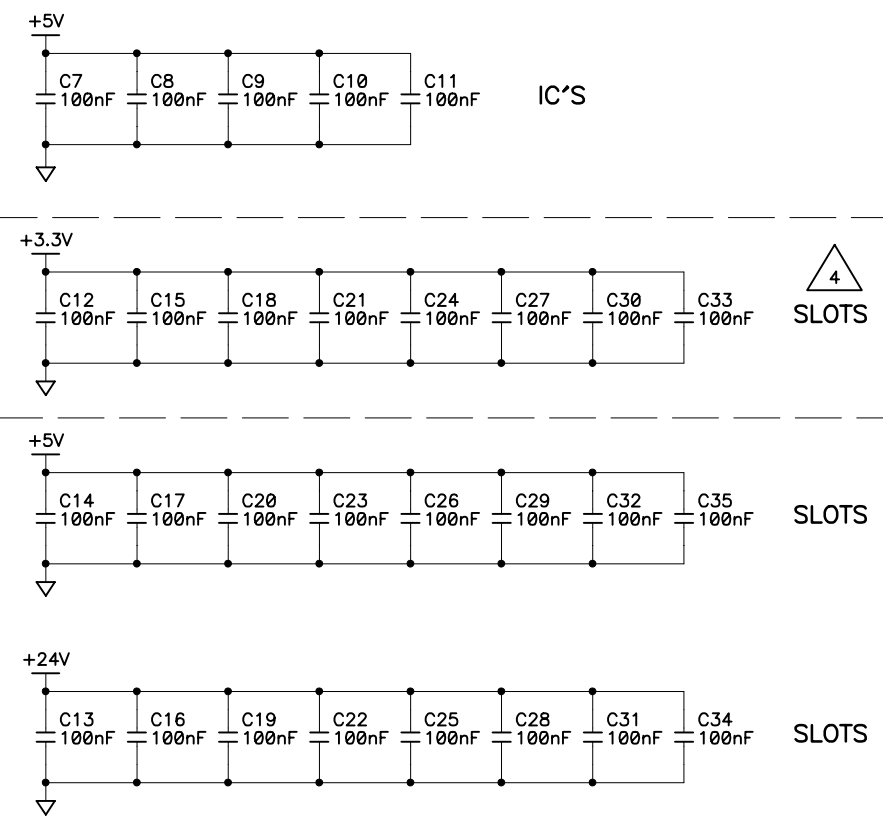 +5V
C7 C8 C9 C10 C11
100nF 100nF 100nF 100nF 100nF
IC'S
+3.3V
4
C12 C15 C18 C21 C24 C27 C30 C33
100nF 100nF 100nF 100nF 100nF 100nF 100nF 100nF
SLOTS
+5V
C14 C17 C20 C23 C26 C29 C32 C35
100nF 100nF 100nF 100nF 100nF 100nF 100nF 100nF
SLOTS
+24V
C13 C16 C19 C22 C25 C28 C31 C34
100nF 100nF 100nF 100nF 100nF 100nF 100nF 100nF
SLOTS